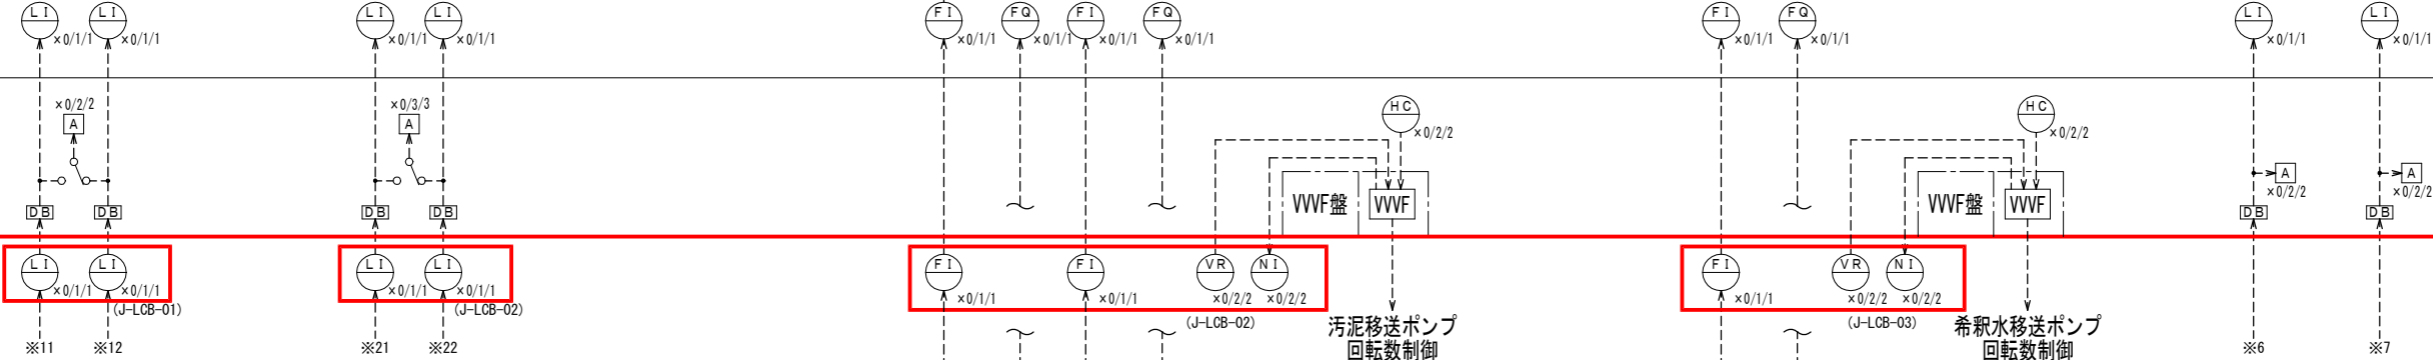 LI LI LI LI FI FQ FI FQ FI FQ LI LI
×0/1/1 ×0/1/1 ×0/1/1 ×0/1/1 ×0/1/1 ×0/1/1 ×0/1/1 ×0/1/1 ×0/1/1 ×0/1/1 ×0/1/1 ×0/1/1
×0/2/2 ×0/3/3 HC HC
A A ×0/2/2 ×0/2/2
A A
×0/2/2 ×0/2/2
VVVF盤 VVVF VVVF盤 VVVF
DB DB DB DB DB DB
LI LI LI LI FI FI VR NI FI VR NI
×0/1/1 ×0/1/1 ×0/1/1 ×0/1/1 ×0/1/1 ×0/1/1 ×0/2/2 ×0/2/2 ×0/1/1 ×0/2/2 ×0/2/2
(J-LCB-01) (J-LCB-02) (J-LCB-02) (J-LCB-03)
汚泥移送ポンプ 希釈水移送ポンプ
※11 ※12 ※21 ※22 回転数制御 回転数制御 ※6 ※7